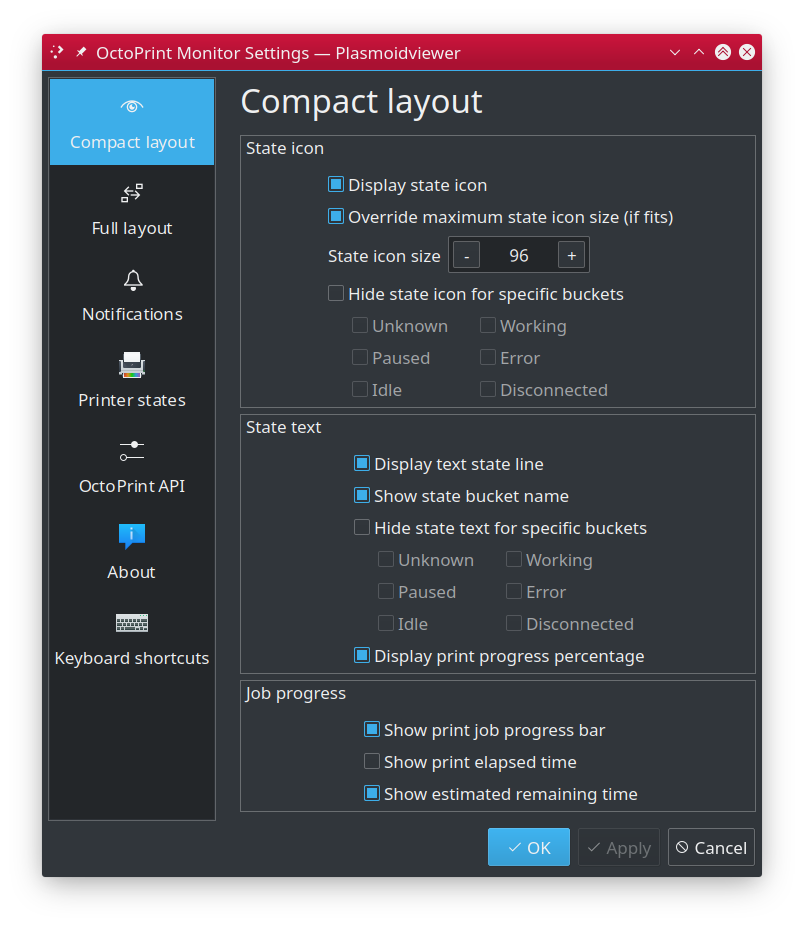 OctoPrint Monitor Settings — Plasmoidviewer
Compact layout
Full layout
Notifications
Printer states
OctoPrint API
About
Keyboard shortcuts
Compact layout
State icon
Display state icon
Override maximum state icon size (if fits)
State icon size - 96 +
Hide state icon for specific buckets
Unknown Working
Paused Error
Idle Disconnected
State text
Display text state line
Show state bucket name
Hide state text for specific buckets
Unknown Working
Paused Error
Idle Disconnected
Display print progress percentage
Job progress
Show print job progress bar
Show print elapsed time
Show estimated remaining time
OK Apply Cancel